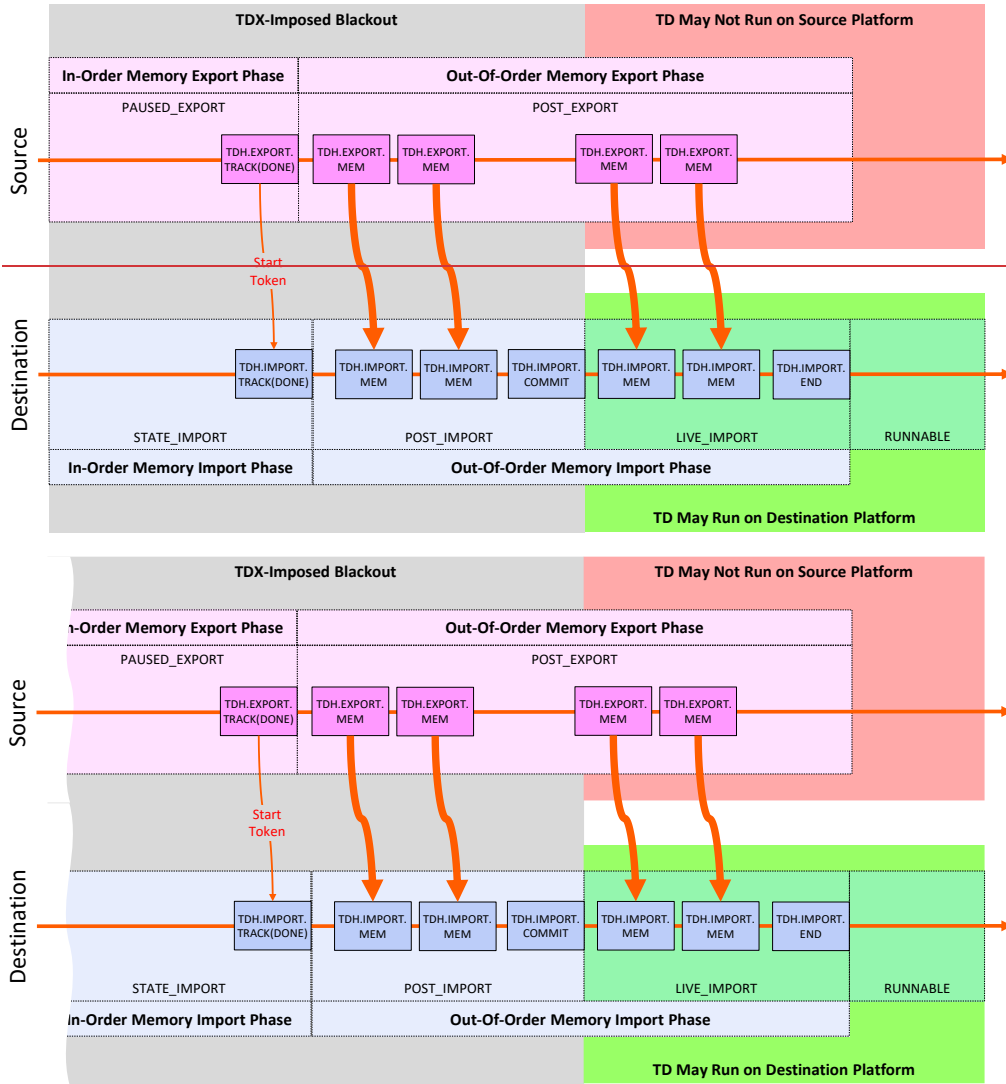 TDX-Imposed Blackout
TD May Not Run on Source Platform
In-Order Memory Export Phase
Out-Of-Order Memory Export Phase
PAUSED_EXPORT
POST_EXPORT
Source
TDH.EXPORT.
TRACK(DONE)
TDH.EXPORT.
MEM
TDH.EXPORT.
MEM
TDH.EXPORT.
MEM
TDH.EXPORT.
MEM
Start
Token
Destination
TDH.IMPORT.
TRACK(DONE)
TDH.IMPORT.
MEM
TDH.IMPORT.
MEM
TDH.IMPORT.
COMMIT
TDH.IMPORT.
MEM
TDH.IMPORT.
MEM
TDH.IMPORT.
END
STATE_IMPORT
POST_IMPORT
LIVE_IMPORT
RUNNABLE
In-Order Memory Import Phase
Out-Of-Order Memory Import Phase
TD May Run on Destination Platform
TDX-Imposed Blackout
TD May Not Run on Source Platform
n-Order Memory Export Phase
Out-Of-Order Memory Export Phase
PAUSED_EXPORT
POST_EXPORT
Source
TDH.EXPORT.
TRACK(DONE)
TDH.EXPORT.
MEM
TDH.EXPORT.
MEM
TDH.EXPORT.
MEM
TDH.EXPORT.
MEM
Start
Token
Destination
TDH.IMPORT.
TRACK(DONE)
TDH.IMPORT.
MEM
TDH.IMPORT.
MEM
TDH.IMPORT.
COMMIT
TDH.IMPORT.
MEM
TDH.IMPORT.
MEM
TDH.IMPORT.
END
STATE_IMPORT
POST_IMPORT
LIVE_IMPORT
RUNNABLE
n-Order Memory Import Phase
Out-Of-Order Memory Import Phase
TD May Run on Destination Platform